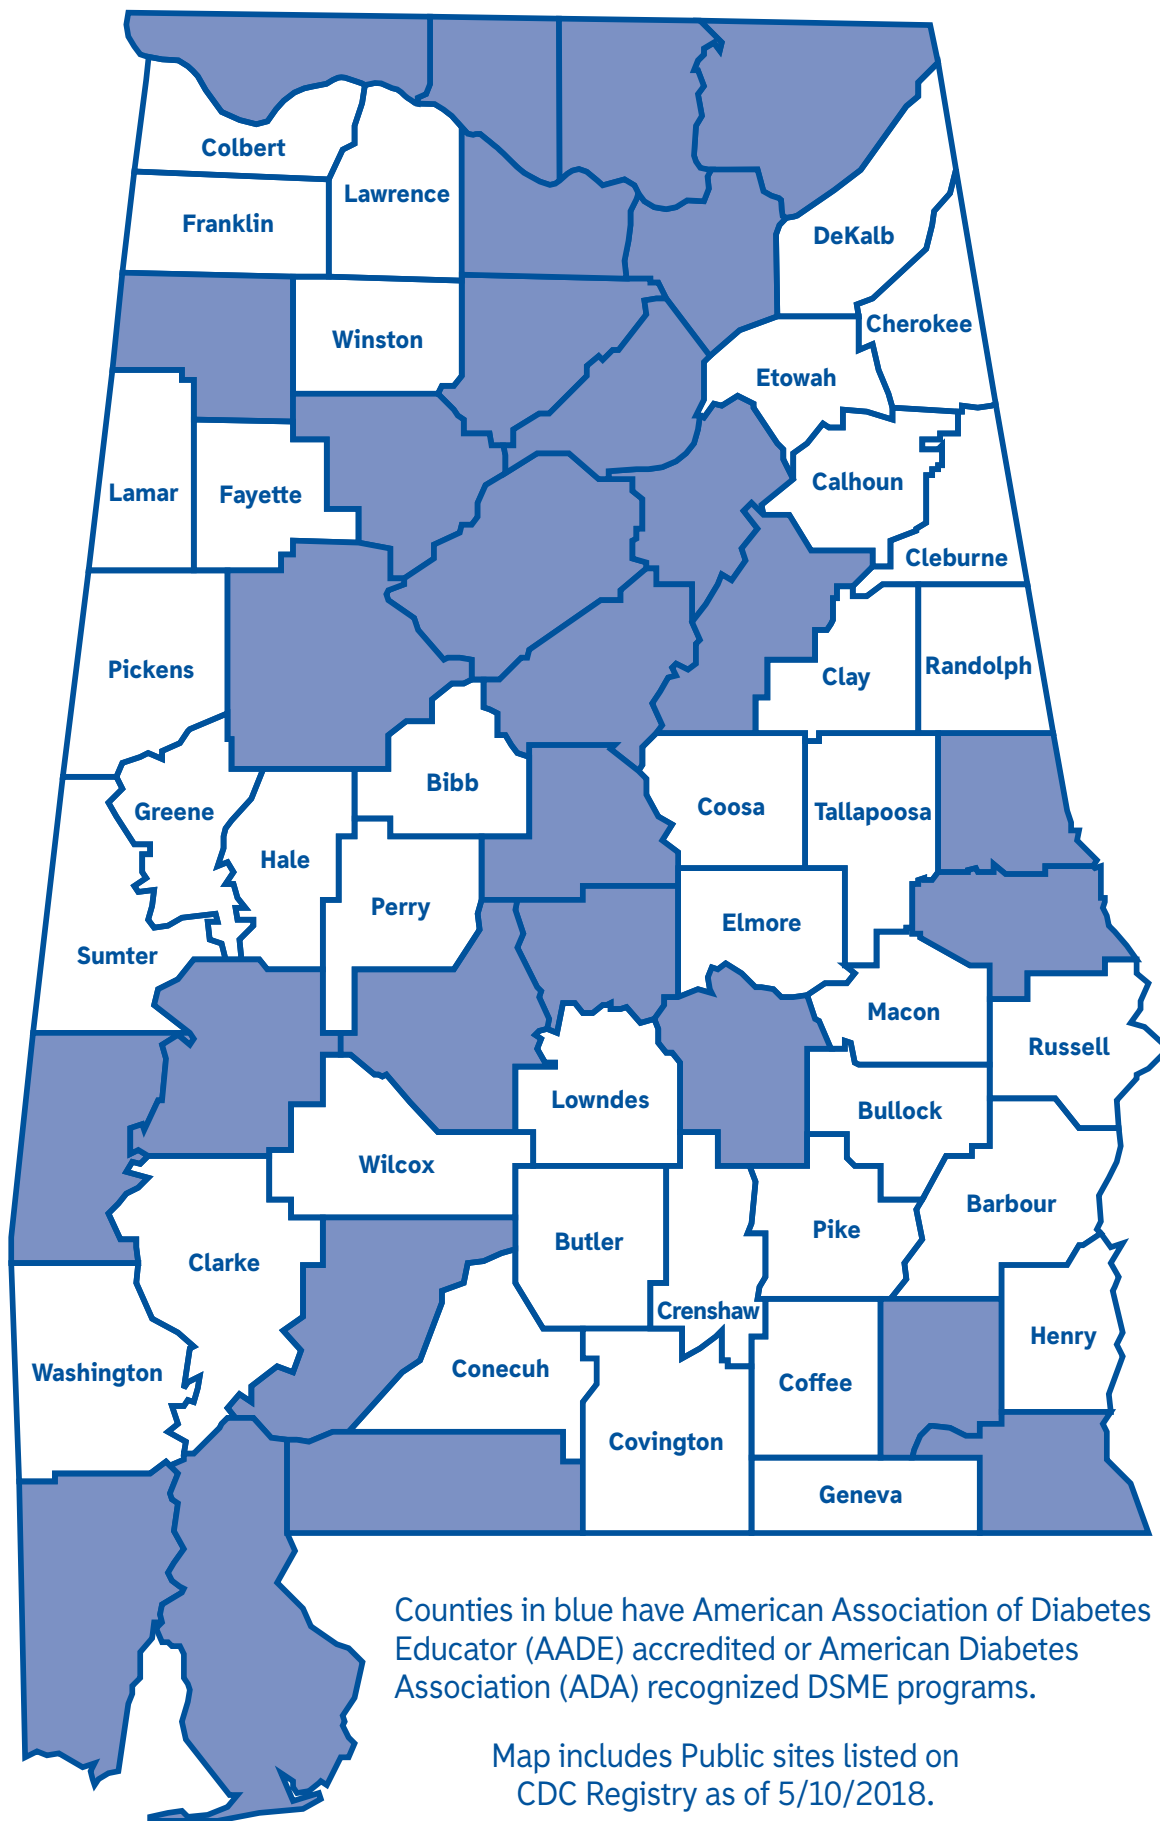 Colbert
Lawrence
Franklin
DeKalb
Cherokee
Winston
Etowah
Calhoun
Lamar
Fayette
Cleburne
Pickens
Clay
Randolph
Bibb
Coosa
Tallapoosa
Greene
Hale
Perry
Elmore
Sumter
Macon
Russell
Lowndes
Bullock
Wilcox
Barbour
Pike
Butler
Clarke
Crenshaw
Henry
Washington
Conecuh
Coffee
Covington
Geneva
Counties in blue have American Association of Diabetes
Educator (AADE) accredited or American Diabetes
Association (ADA) recognized DSME programs.
Map includes Public sites listed on
CDC Registry as of 5/10/2018.